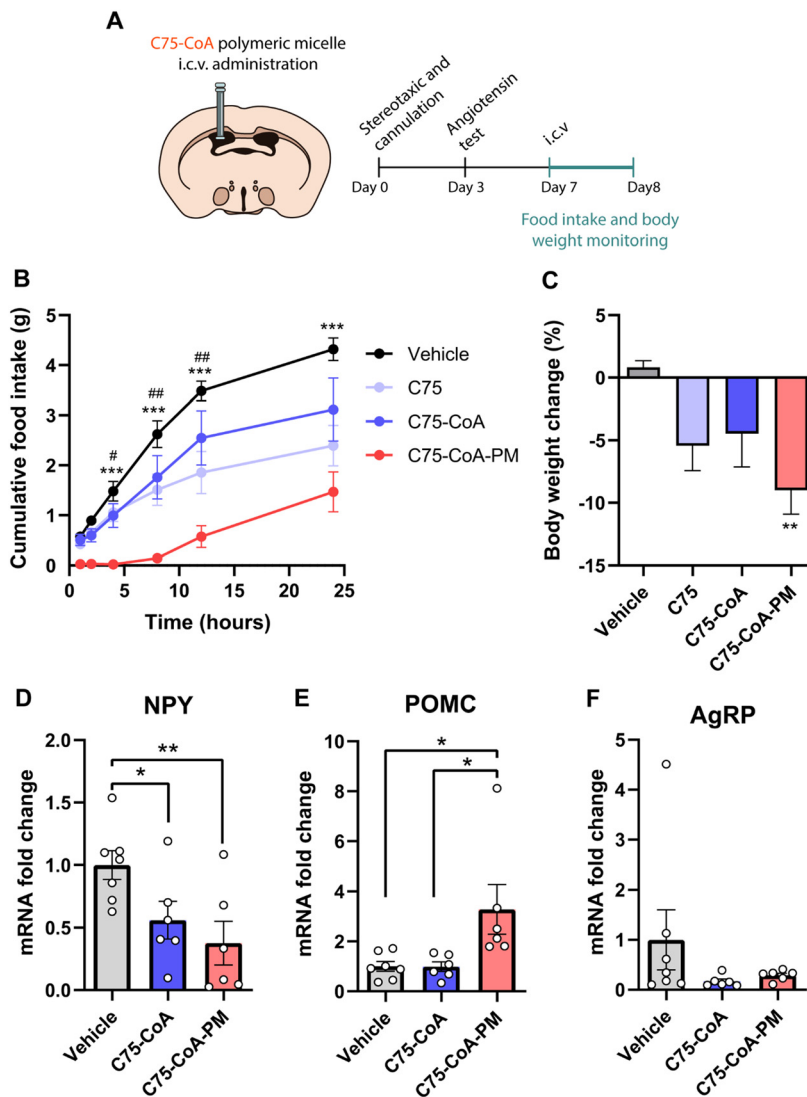 A
C75-CoA polymeric micelle
i.c.v. administration
Stereotaxic and
cannulation
Angiotensin
test
i.c.v
Day 0
Day 3
Day 7
Day8
Food intake and body
weight monitoring
B
Cumulative food intake (g)
5
4
3
2
1
0
0
5
10
15
20
25
Time (hours)
#
***
##
***
##
***
***
Vehicle
C75
C75-CoA
C75-CoA-PM
C
Body weight change (%)
5
0
-5
-10
-15
**
Vehicle
C75
C75-CoA
C75-CoA-PM
D
NPY
mRNA fold change
2.0
1.5
1.0
0.5
0.0
**
*
Vehicle
C75-CoA
C75-CoA-PM
E
POMC
mRNA fold change
10
8
6
4
2
0
*
*
Vehicle
C75-CoA
C75-CoA-PM
F
AgRP
mRNA fold change
5
4
3
2
1
0
Vehicle
C75-CoA
C75-CoA-PM